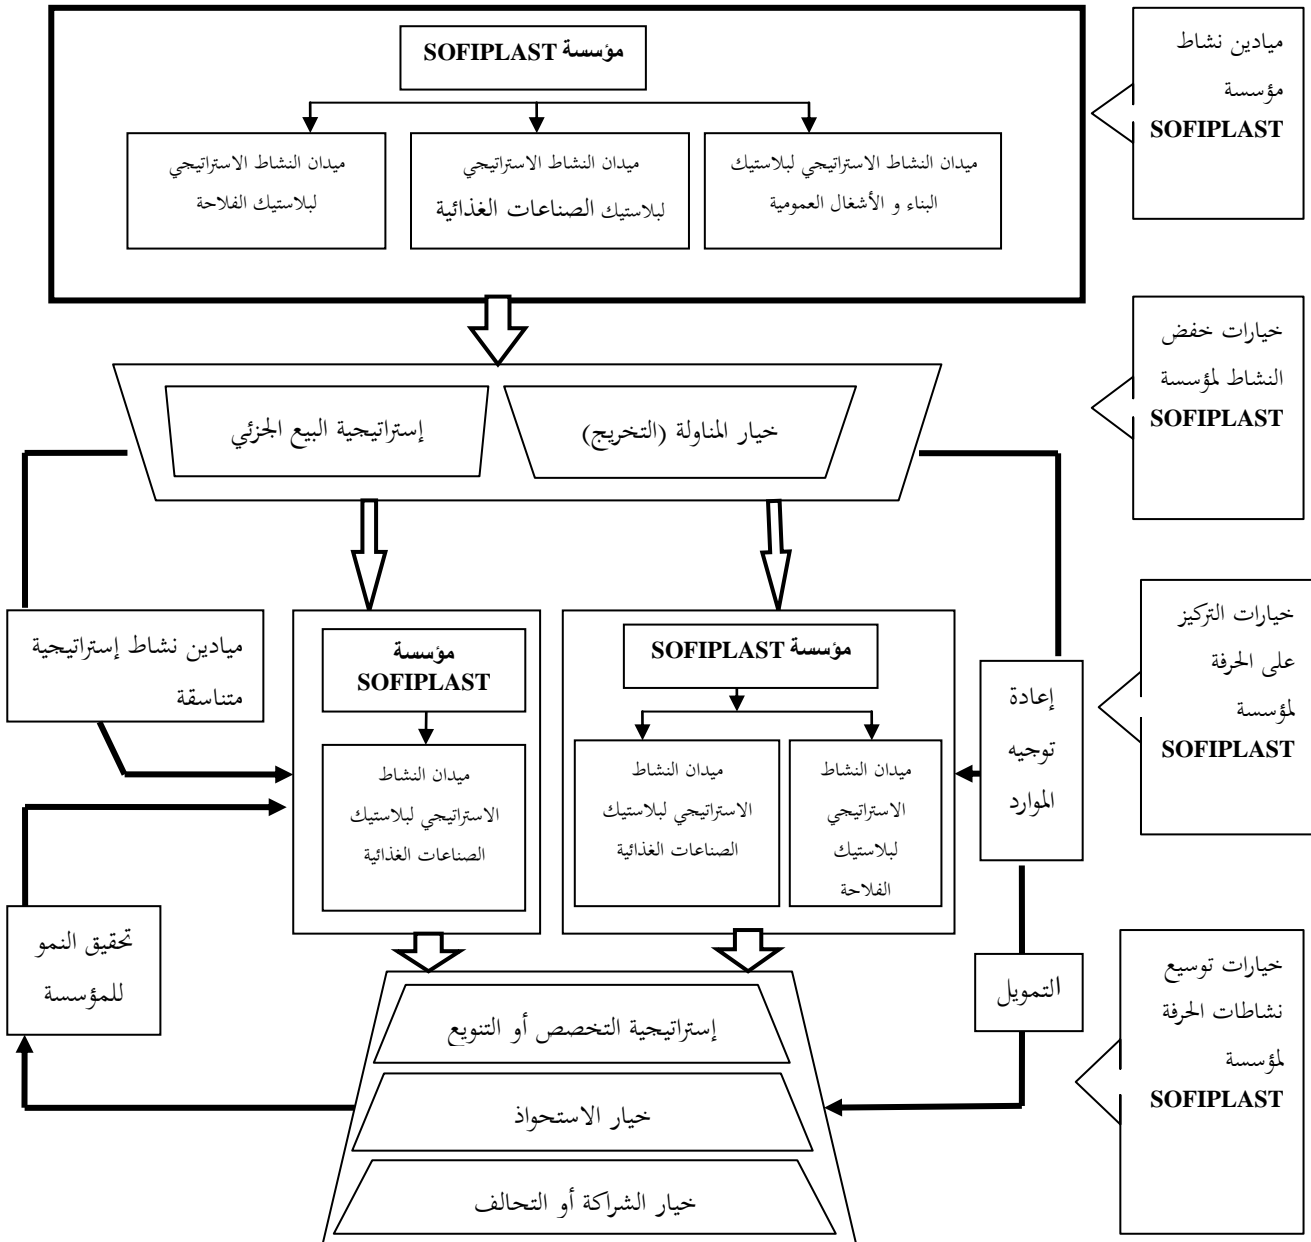 مؤسسة SOFIPLAST
ميدان النشاط الاستراتيجي لبلاستيك
البناء و الأشغال العمومية
ميدان النشاط الاستراتيجي
لبلاستيك الصناعات الغذائية
ميدان النشاط الاستراتيجي
لبلاستيك الفلاحة
ميادين نشاط
مؤسسة
SOFIPLAST
خيارات خفض
النشاط لمؤسسة
SOFIPLAST
خيار المناولة (التخريج)
إستراتيجية البيع الجزئي
خيارات التركيز
على الحرفة
لمؤسسة
SOFIPLAST
إعادة
توجيه
الموارد
مؤسسة SOFIPLAST
ميدان النشاط
الاستراتيجي
لبلاستيك
الفلاحة
ميدان النشاط
الاستراتيجي لبلاستيك
الصناعات الغذائية
مؤسسة
SOFIPLAST
ميدان النشاط
الاستراتيجي لبلاستيك
الصناعات الغذائية
ميادين نشاط إستراتيجية
متناسقة
خيارات توسيع
نشاطات الحرفة
لمؤسسة
SOFIPLAST
التمويل
إستراتيجية التخصص أو التنويع
خيار الاستحواذ
خيار الشراكة أو التحالف
تحقيق النمو
للمؤسسة